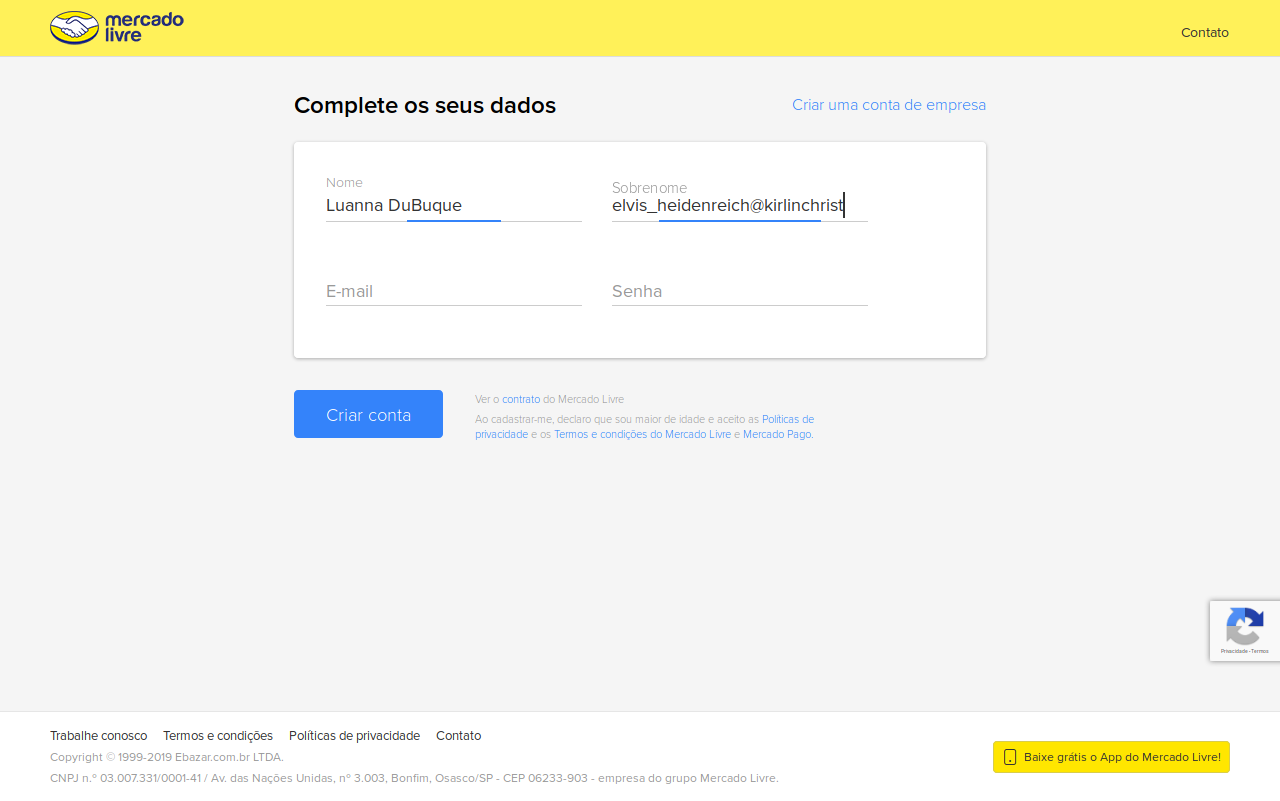 mercado
livre
Contato
Complete os seus dados
Criar uma conta de empresa
Nome
Luanna DuBuque
Sobrenome
elvis_heidenreich@kirlinchrist
E-mail
Senha
Criar conta
Ver o contrato do Mercado Livre
Ao cadastrar-me, declaro que sou maior de idade e aceito as Políticas de
privacidade e os Termos e condições do Mercado Livre e Mercado Pago.
Privacidade - Termos
Trabalhe conosco Termos e condições Políticas de privacidade Contato
Copyright © 1999-2019 Ebazar.com.br LTDA.
CNPJ n.º 03.007.331/0001-41 / Av. das Nações Unidas, nº 3.003, Bonfim, Osasco/SP - CEP 06233-903 - empresa do grupo Mercado Livre.
Baixe grátis o App do Mercado Livre!